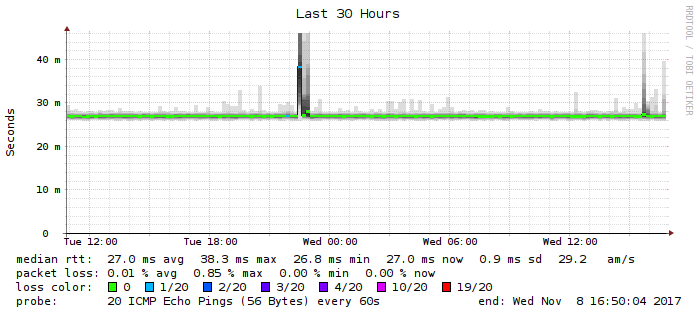 Last 30 Hours
RRDTOOL / TOBI OETIKER
Seconds
40 m
30 m
20 m
10 m
0
Tue 12:00 Tue 18:00 Wed 00:00 Wed 06:00 Wed 12:00
median rtt: 27.0 ms avg 38.3 ms max 26.8 ms min 27.0 ms now 0.9 ms sd 29.2 am/s
packet loss: 0.01 % avg 0.85 % max 0.00 % min 0.00 % now
loss color: 0 1/20 2/20 3/20 4/20 10/20 19/20
probe: 20 ICMP Echo Pings (56 Bytes) every 60s end: Wed Nov 8 16:50:04 2017